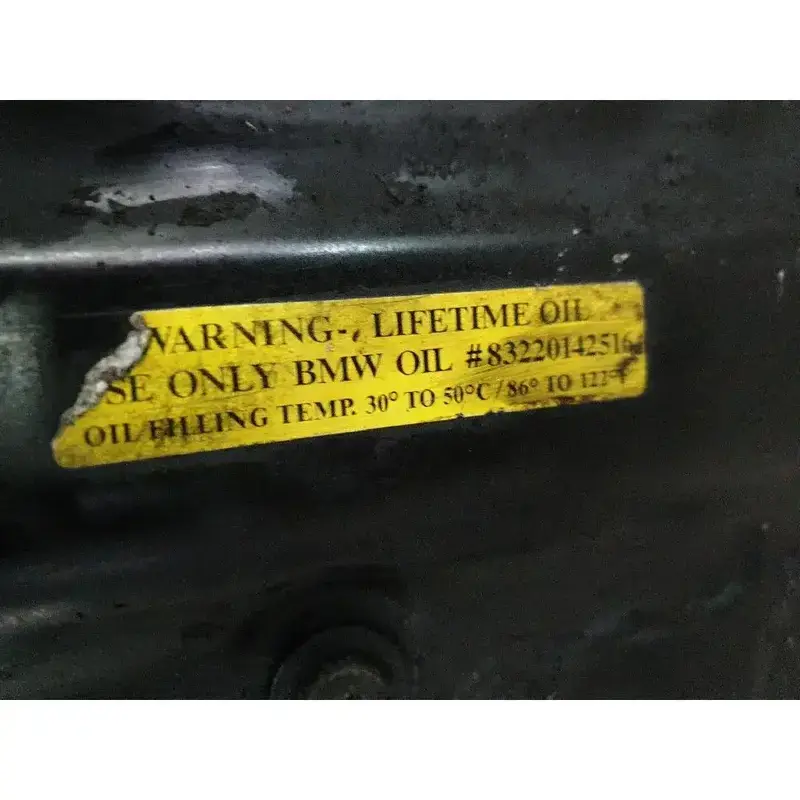 WARNING-, LIFETIME OIL
SE ONLY BMW OIL #83220142516
OIL FILLING TEMP. 30° TO 50°C/86° TO 122°F